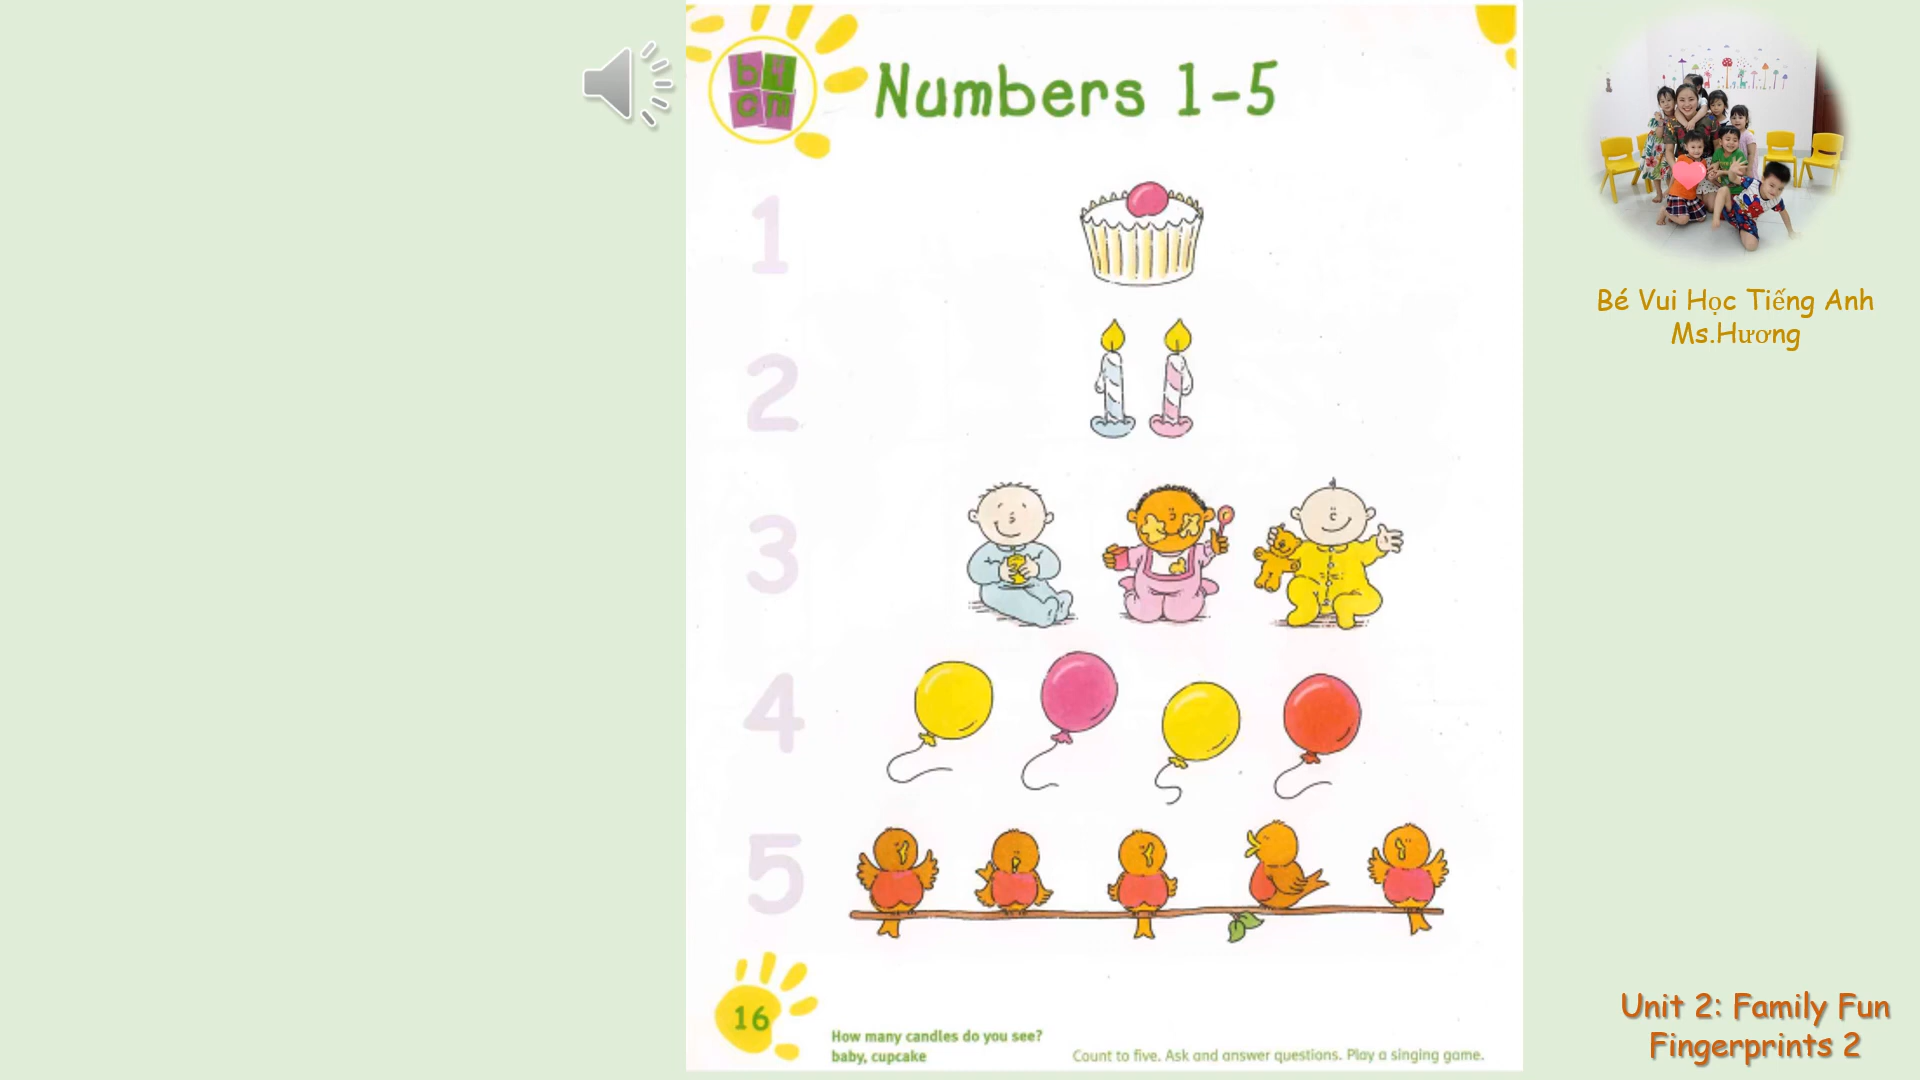 bi
cm
Numbers 1-5
1
2
3
4
5
16
How many candles do you see?
baby, cupcake
Count to five. Ask and answer questions. Play a singing game.
Bé Vui Học Tiếng Anh
Ms.Hương
Unit 2: Family Fun
Fingerprints 2